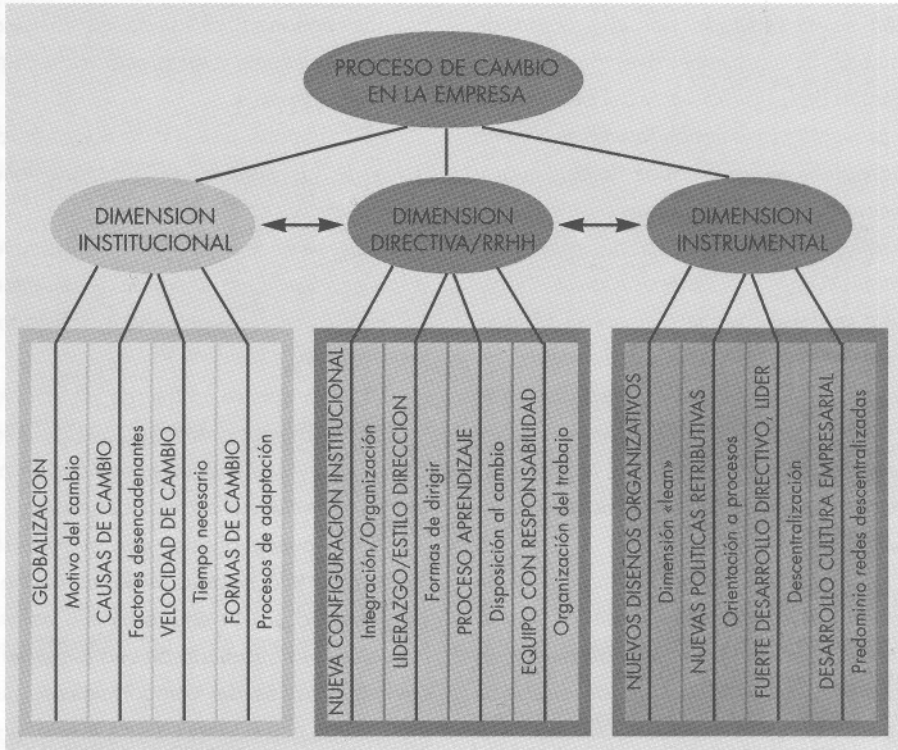 PROCESO DE CAMBIO
EN LA EMPRESA
DIMENSION
INSTITUCIONAL
DIMENSION
DIRECTIVA/RRHH
DIMENSION
INSTRUMENTAL
GLOBALIZACION
Motivo del cambio
CAUSAS DE CAMBIO
Factores desencadenantes
VELOCIDAD DE CAMBIO
Tiempo necesario
FORMAS DE CAMBIO
Procesos de adaptación
NUEVA CONFIGURACION INSTITUCIONAL
Integración/Organización
LIDERAZGO/ESTILO DIRECCION
Formas de dirigir
PROCESO APRENDIZAJE
Disposición al cambio
EQUIPO CON RESPONSABILIDAD
Organización del trabajo
NUEVOS DISEÑOS ORGANIZATIVOS
Dimensión «lean»
NUEVAS POLITICAS RETRIBUTIVAS
Orientación a procesos
FUERTE DESARROLLO DIRECTIVO, LIDER
Descentralización
DESARROLLO CULTURA EMPRESARIAL
Predominio redes descentralizadas